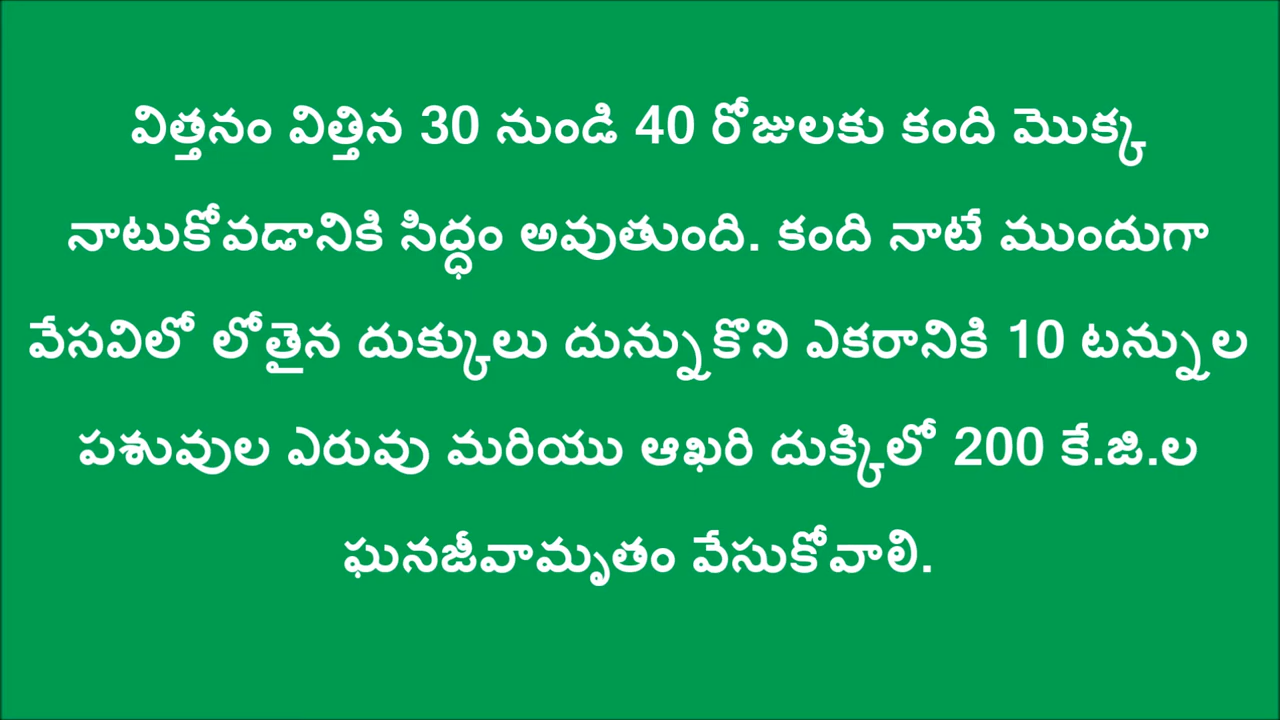 విత్తనం విత్తిన 30 నుండి 40 రోజులకు కంది మొక్క
నాటుకోవడానికి సిద్ధం అవుతుంది. కంది నాటే ముందుగా
వేసవిలో లోతైన దుక్కులు దున్నుకొని ఎకరానికి 10 టన్నుల
పశువుల ఎరువు మరియు ఆఖరి దుక్కిలో 200 కే.జి.ల
ఘనజీవామృతం వేసుకోవాలి.